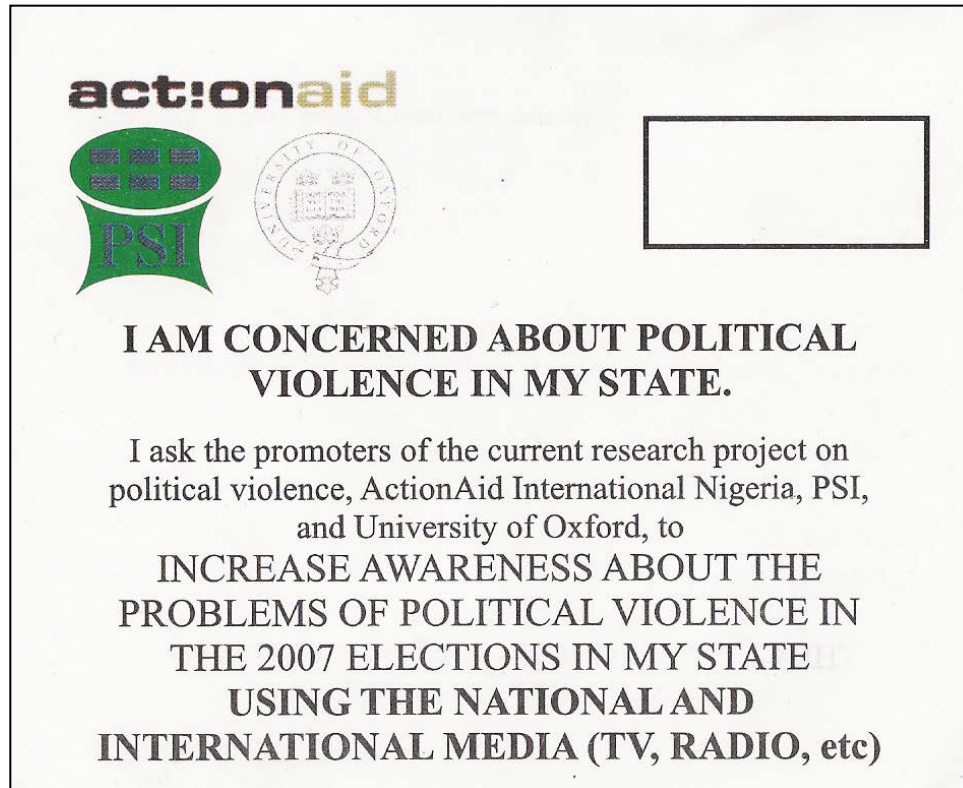 act!onaid
PSI
UNIVERSITY OF OXFORD
I AM CONCERNED ABOUT POLITICAL
VIOLENCE IN MY STATE.
I ask the promoters of the current research project on
political violence, ActionAid International Nigeria, PSI,
and University of Oxford, to
INCREASE AWARENESS ABOUT THE
PROBLEMS OF POLITICAL VIOLENCE IN
THE 2007 ELECTIONS IN MY STATE
USING THE NATIONAL AND
INTERNATIONAL MEDIA (TV, RADIO, etc)